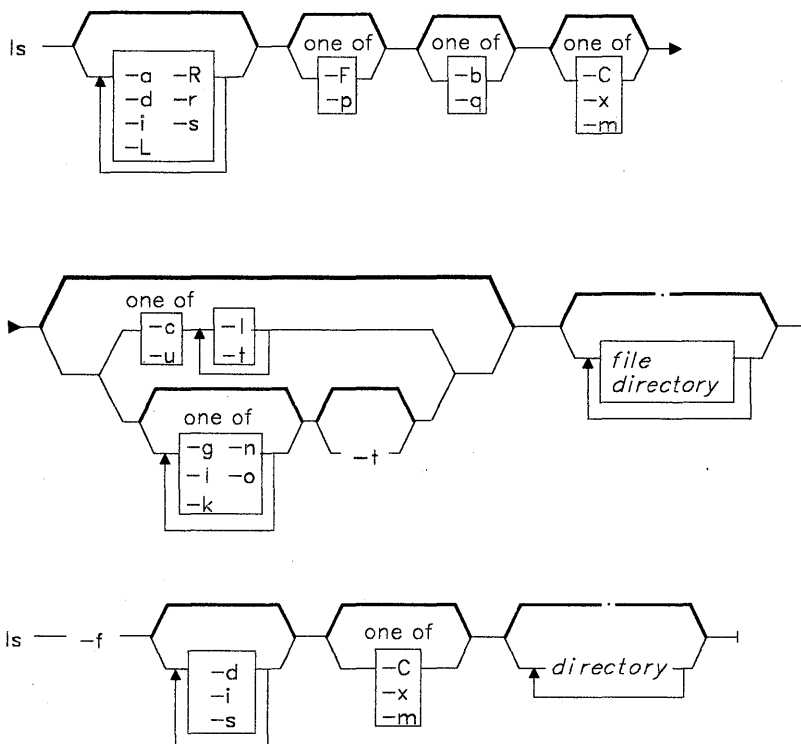 one of one of one of
ls
-a -R
-d -r
-i -s
-L
-F
-p
-b
-q
-C
-x
-m
one of
-c
-u
-l
-t
.
file
directory
one of
-g -n
-i -o
-k
-t
ls -f
-d
-i
-s
one of
-C
-x
-m
.
directory